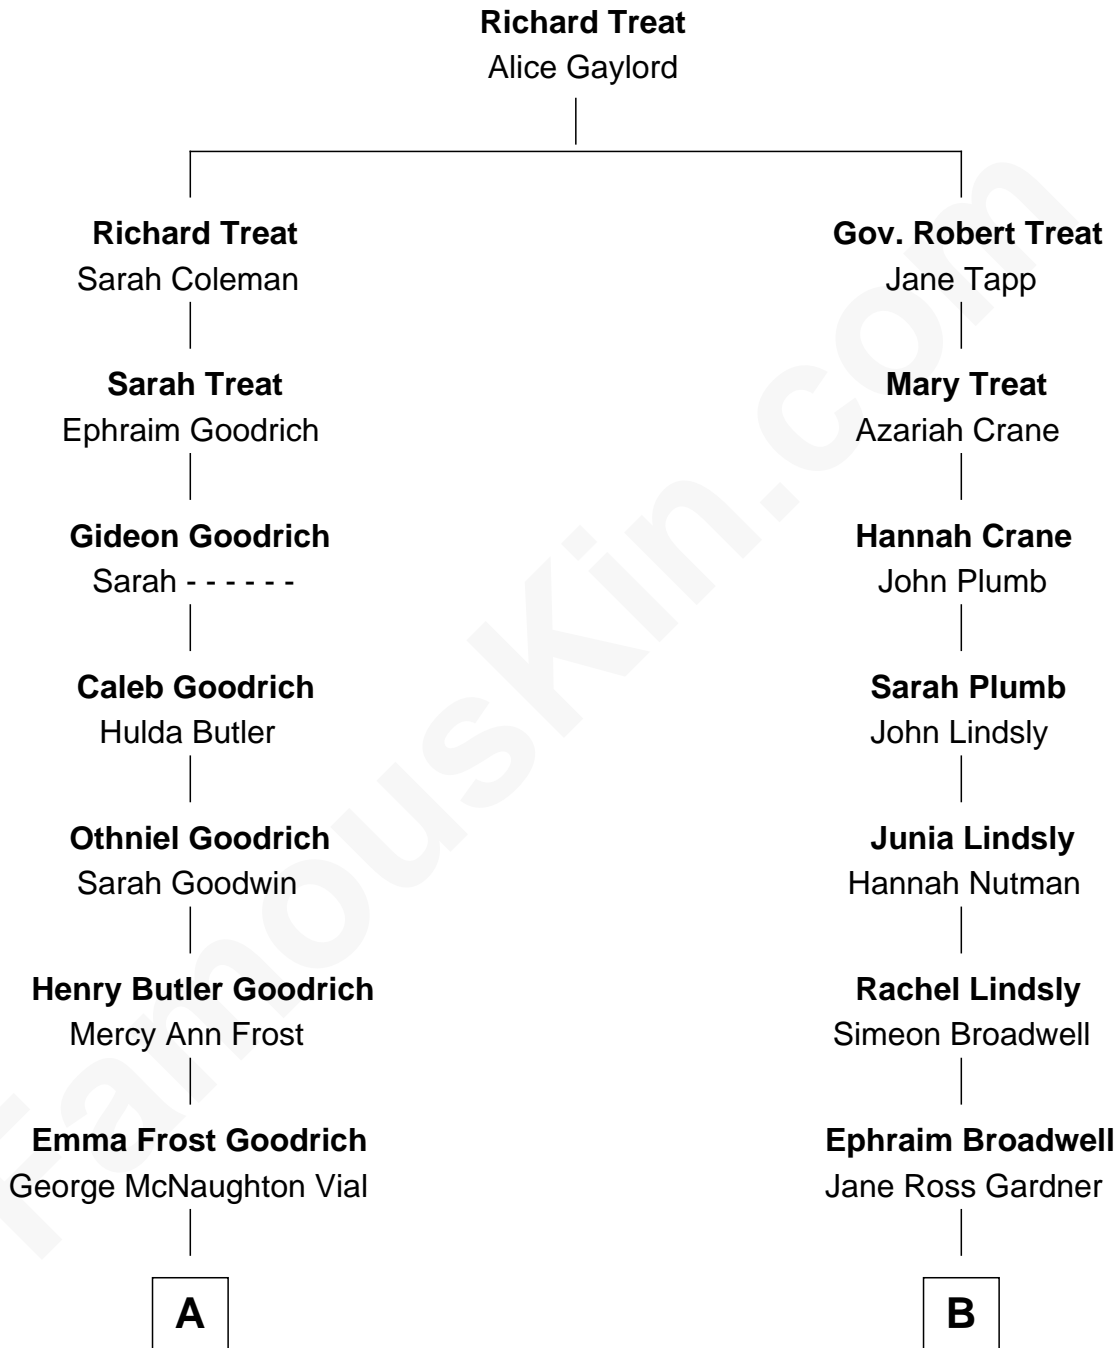 Richard Treat
Alice Gaylord
Richard Treat
Sarah Coleman
Sarah Treat
Ephraim Goodrich
Gideon Goodrich
Sarah - - - - - -
Caleb Goodrich
Hulda Butler
Othniel Goodrich
Sarah Goodwin
Henry Butler Goodrich
Mercy Ann Frost
Emma Frost Goodrich
George McNaughton Vial
A
Gov. Robert Treat
Jane Tapp
Mary Treat
Azariah Crane
Hannah Crane
John Plumb
Sarah Plumb
John Lindsly
Junia Lindsly
Hannah Nutman
Rachel Lindsly
Simeon Broadwell
Ephraim Broadwell
Jane Ross Gardner
B
FamousKin.com